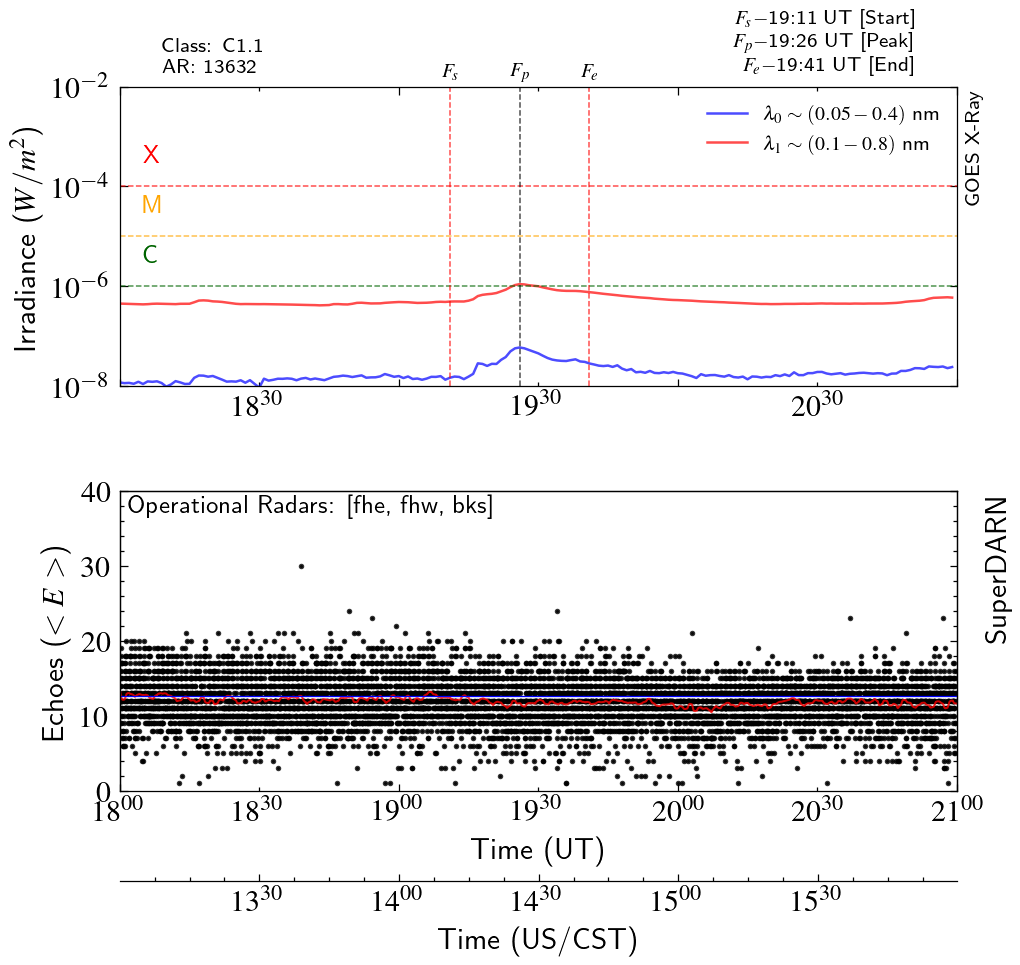 F_s−19:11 UT [Start]
Class: C1.1
F_p−19:26 UT [Peak]
AR: 13632
F_e−19:41 UT [End]
F_s F_p F_e
10^−2
λ_0 ∼ (0.05 − 0.4) nm
λ_1 ∼ (0.1 − 0.8) nm
GOES X-Ray
X
10^−4
M
C
10^−6
10^−8
Irradiance (W/m^2)
18^30 19^30 20^30
40
Operational Radars: [fhe, fhw, bks]
30
20
10
0
Echoes (< E >)
SuperDARN
18^00 18^30 19^00 19^30 20^00 20^30 21^00
Time (UT)
13^30 14^00 14^30 15^00 15^30
Time (US/CST)